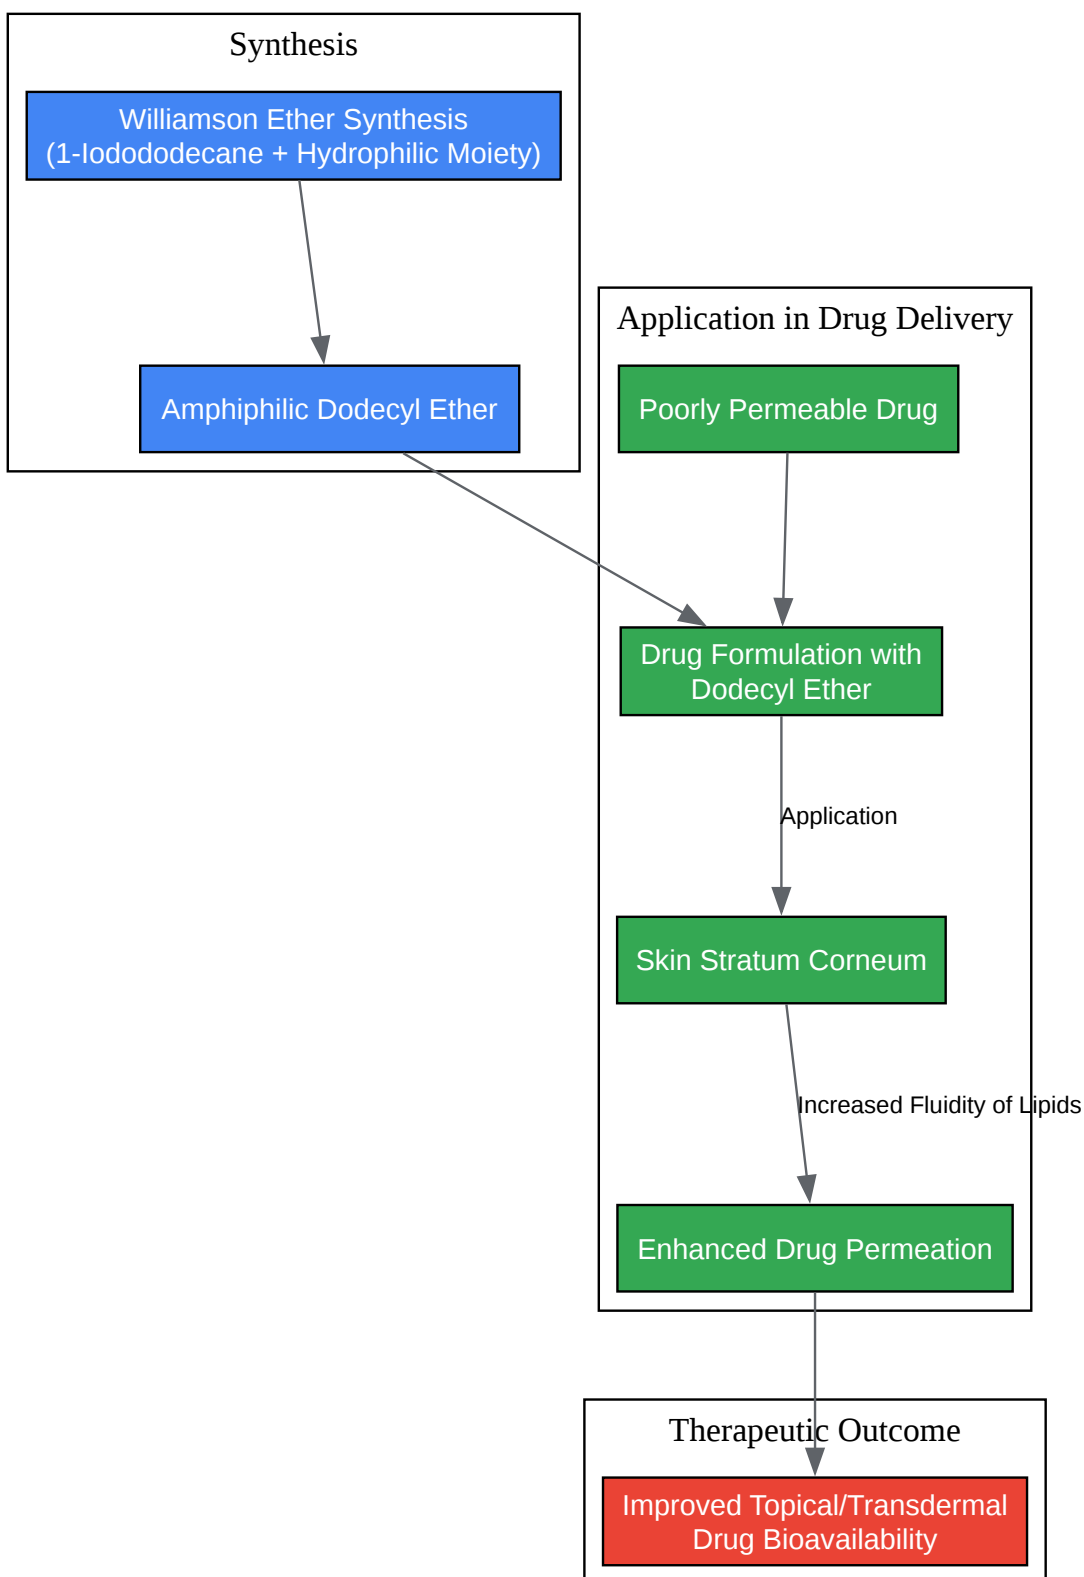 Synthesis
Williamson Ether Synthesis
(1-Iodododecane + Hydrophilic Moiety)
Amphiphilic Dodecyl Ether
Application in Drug Delivery
Poorly Permeable Drug
Drug Formulation with
Dodecyl Ether
Application
Skin Stratum Corneum
Increased Fluidity of Lipids
Enhanced Drug Permeation
Therapeutic Outcome
Improved Topical/Transdermal
Drug Bioavailability